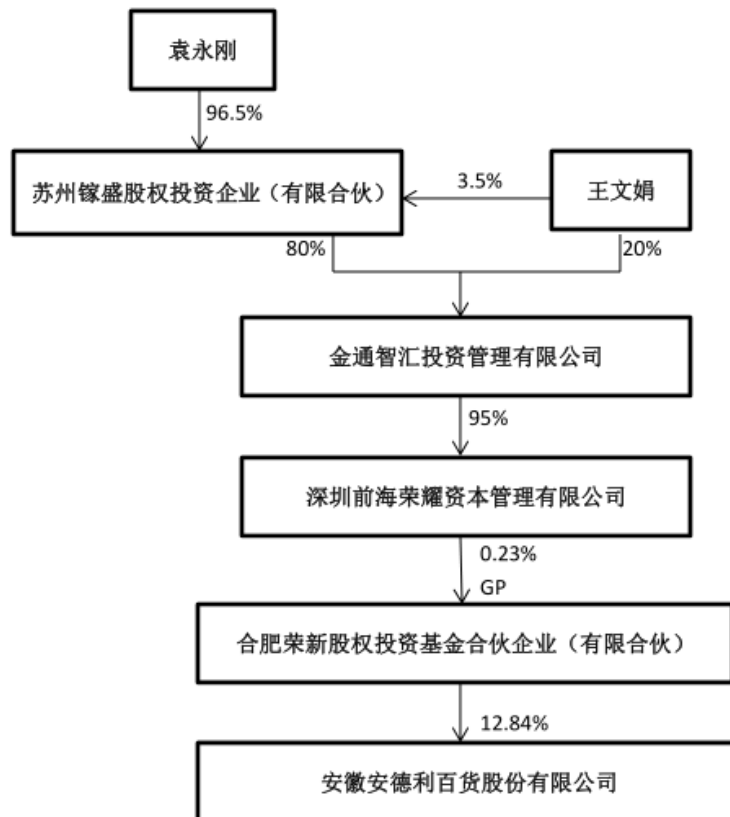 袁永刚
96.5%
苏州镓盛股权投资企业（有限合伙）
3.5%
王文娟
80%
20%
金通智汇投资管理有限公司
95%
深圳前海荣耀资本管理有限公司
0.23%
GP
合肥荣新股权投资基金合伙企业（有限合伙）
12.84%
安徽安德利百货股份有限公司